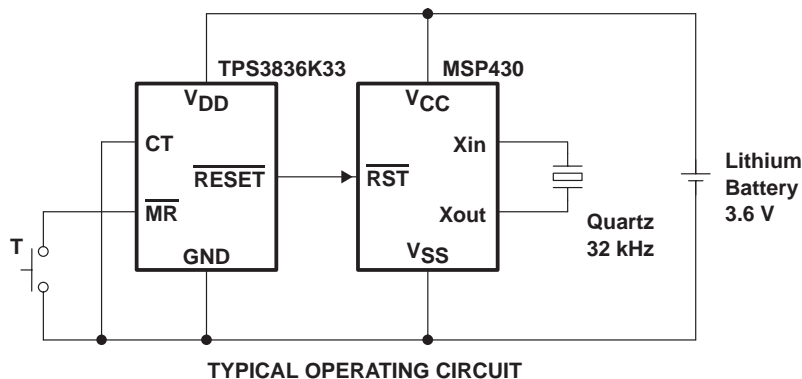 TPS3836K33
MSP430
VDD
CT
RESET
MR
GND
T
VCC
Xin
RST
Xout
VSS
Quartz
32 kHz
Lithium
Battery
3.6 V
TYPICAL OPERATING CIRCUIT